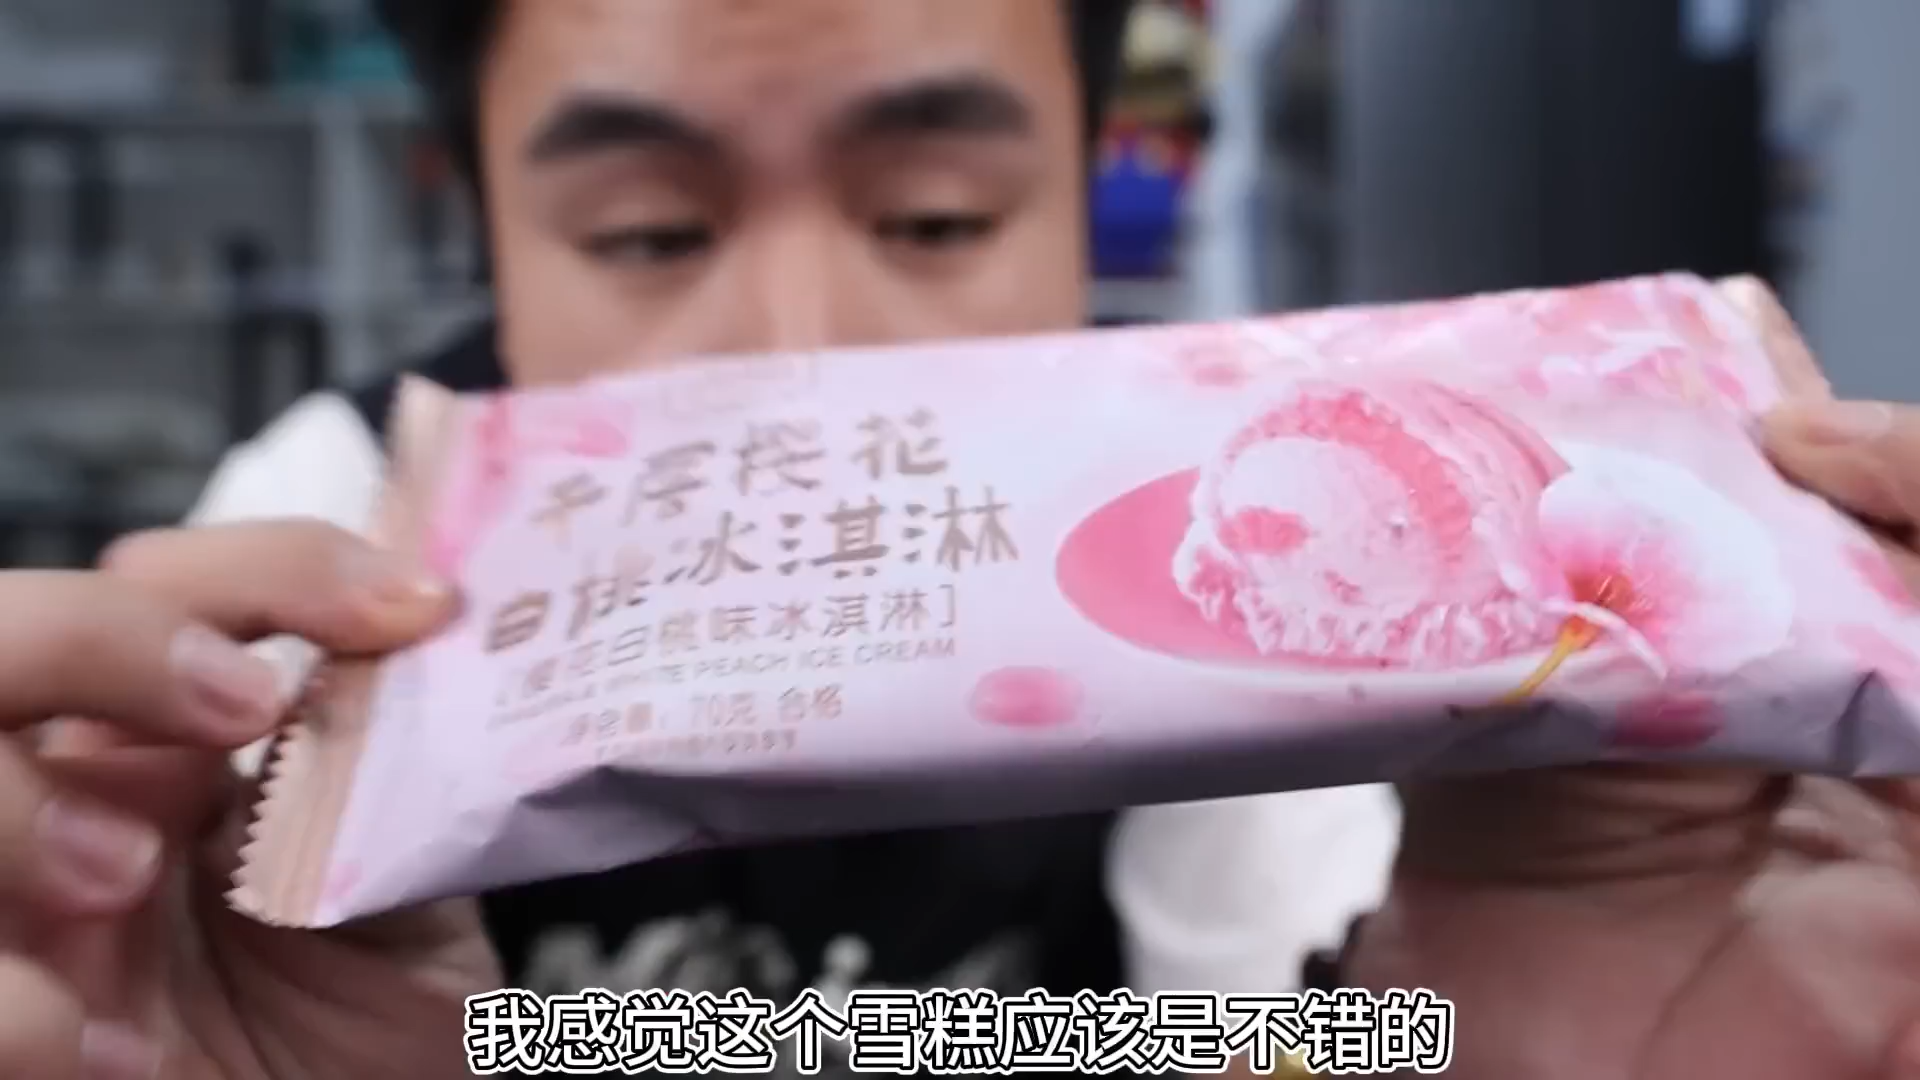 千层樱花
白桃冰淇淋
[樱花白桃味冰淇淋]
WHITE PEACH ICE CREAM
净含量：70克 合格
我感觉这个雪糕应该是不错的